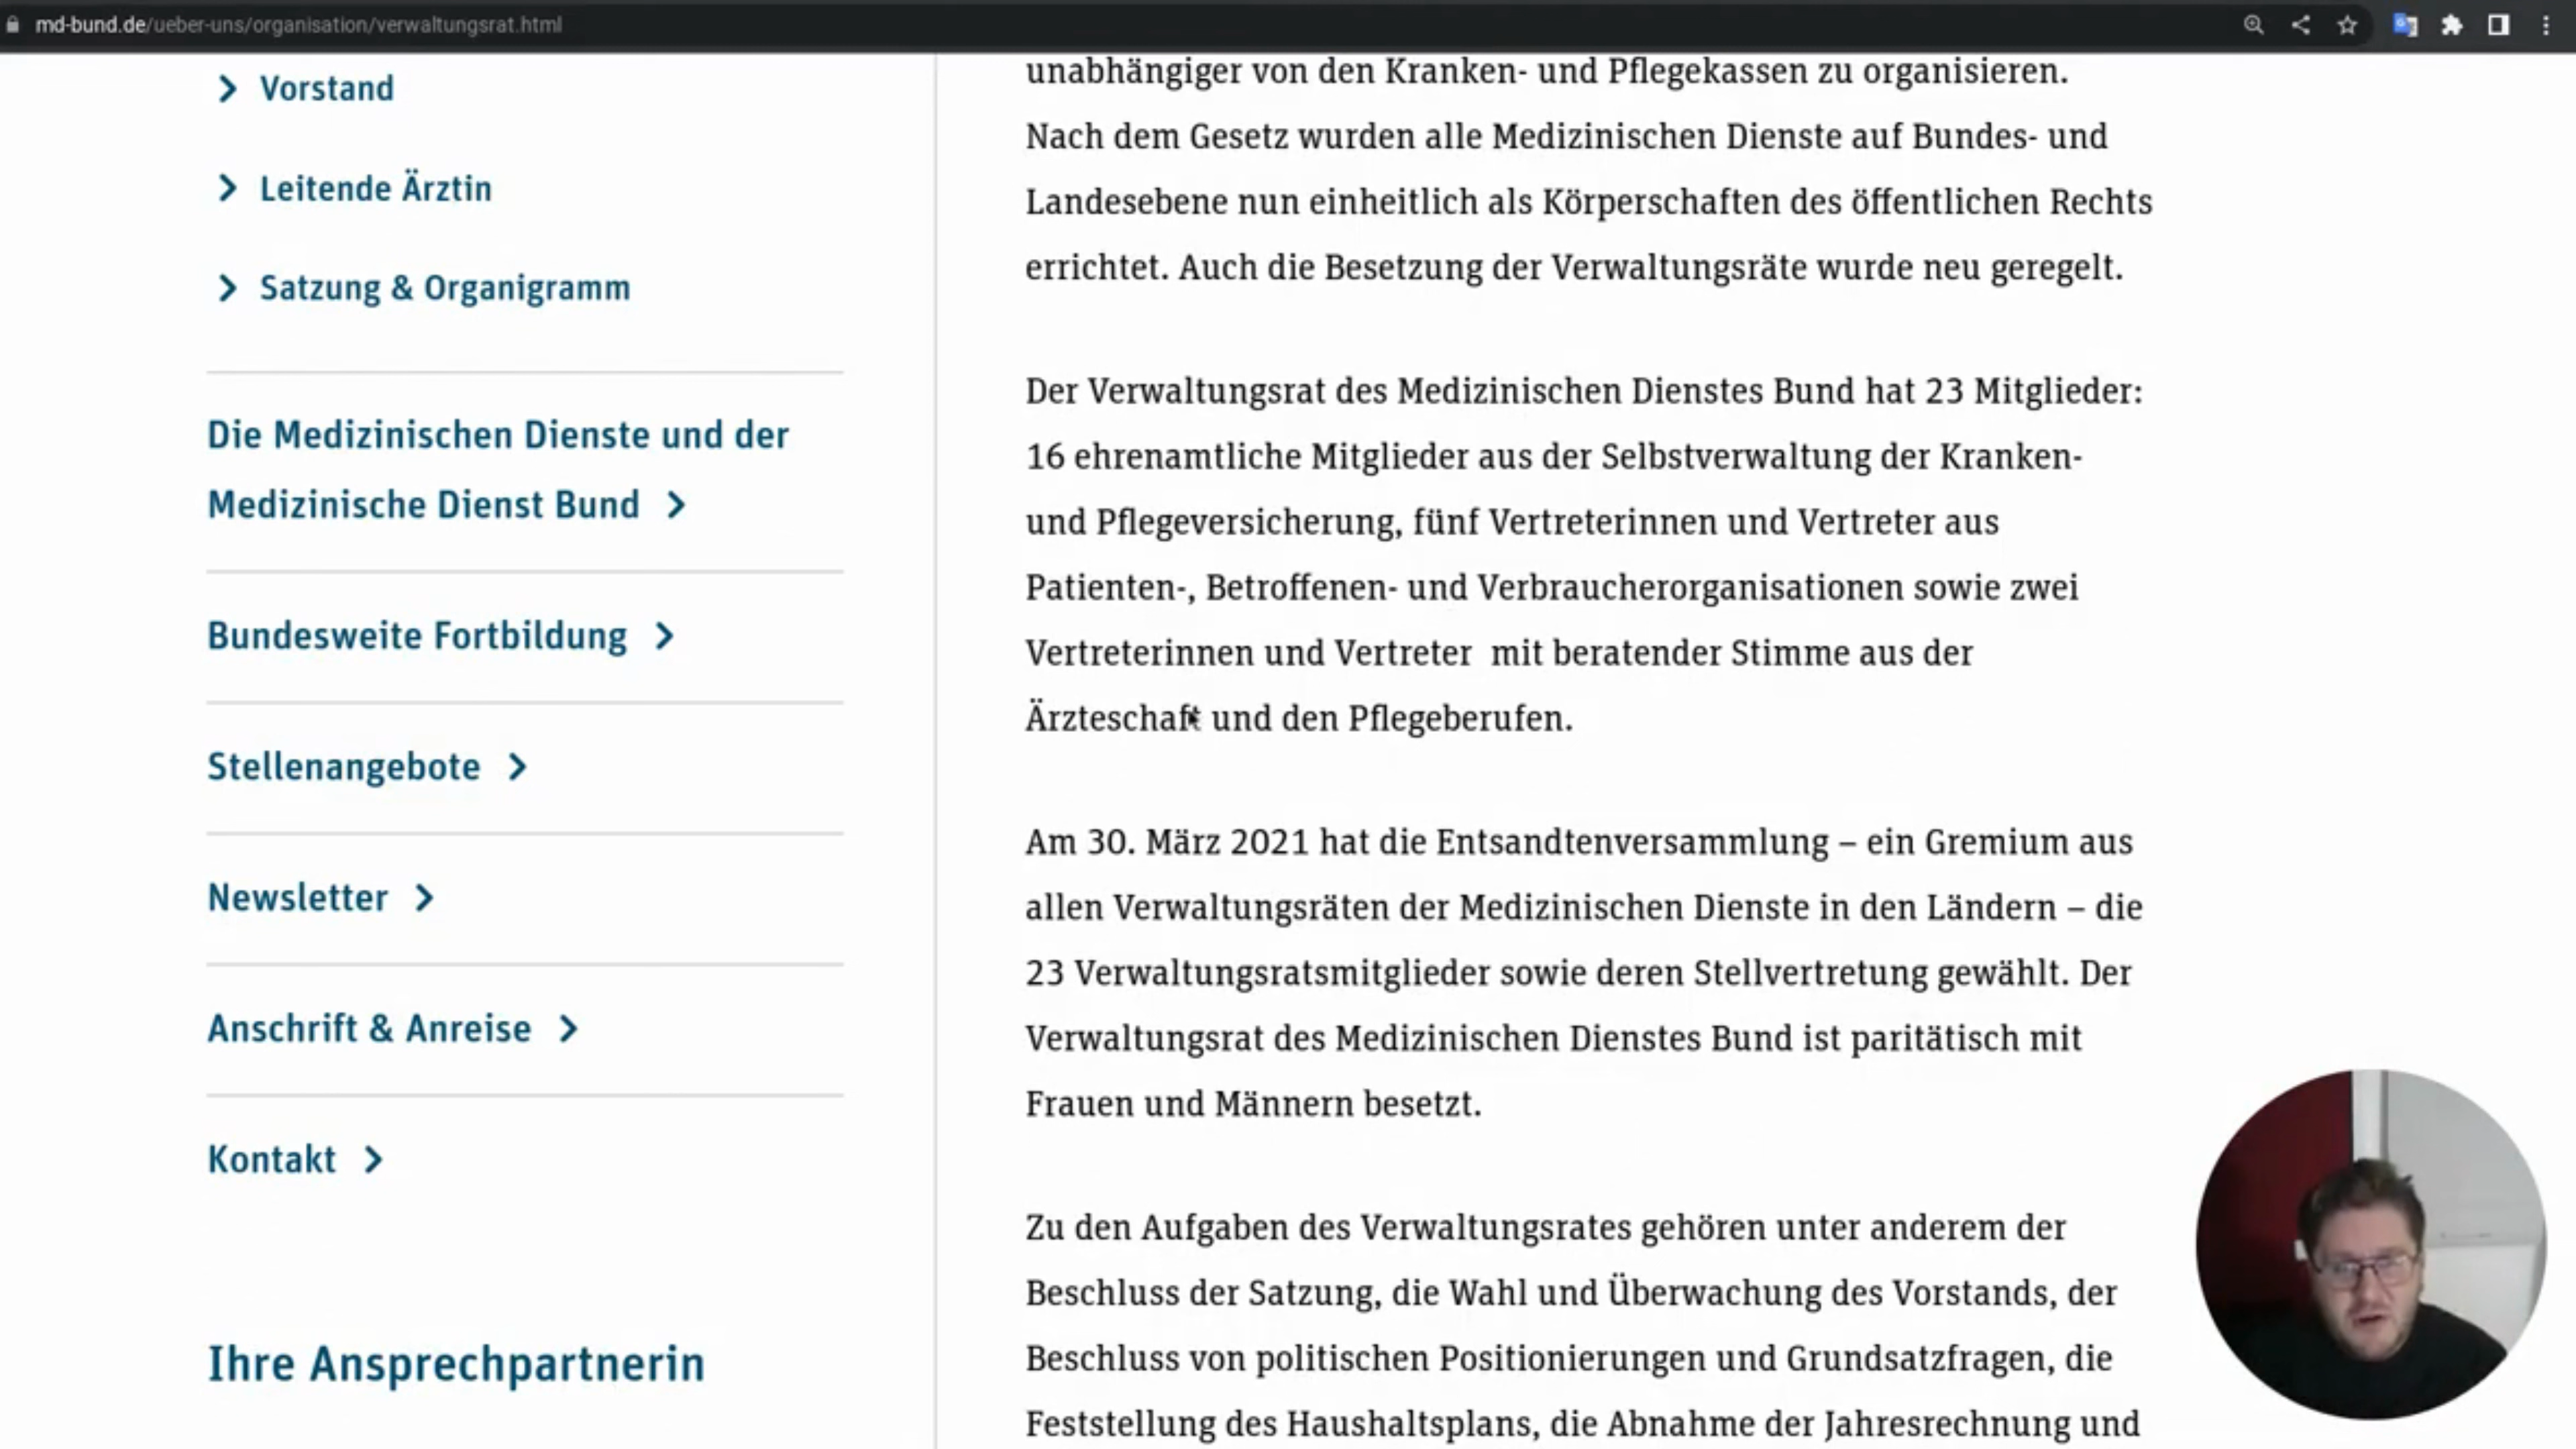 md-bund.de/ueber-uns/organisation/verwaltungsrat.html
Vorstand
Leitende Ärztin
Satzung & Organigramm
Die Medizinischen Dienste und der
Medizinische Dienst Bund
Bundesweite Fortbildung
Stellenangebote
Newsletter
Anschrift & Anreise
Kontakt
Ihre Ansprechpartnerin
unabhängiger von den Kranken- und Pflegekassen zu organisieren.
Nach dem Gesetz wurden alle Medizinischen Dienste auf Bundes- und
Landesebene nun einheitlich als Körperschaften des öffentlichen Rechts
errichtet. Auch die Besetzung der Verwaltungsräte wurde neu geregelt.
Der Verwaltungsrat des Medizinischen Dienstes Bund hat 23 Mitglieder:
16 ehrenamtliche Mitglieder aus der Selbstverwaltung der Kranken-
und Pflegeversicherung, fünf Vertreterinnen und Vertreter aus
Patienten-, Betroffenen- und Verbraucherorganisationen sowie zwei
Vertreterinnen und Vertreter mit beratender Stimme aus der
Ärzteschaft und den Pflegeberufen.
Am 30. März 2021 hat die Entsandtenversammlung – ein Gremium aus
allen Verwaltungsräten der Medizinischen Dienste in den Ländern – die
23 Verwaltungsratsmitglieder sowie deren Stellvertretung gewählt. Der
Verwaltungsrat des Medizinischen Dienstes Bund ist paritätisch mit
Frauen und Männern besetzt.
Zu den Aufgaben des Verwaltungsrates gehören unter anderem der
Beschluss der Satzung, die Wahl und Überwachung des Vorstands, der
Beschluss von politischen Positionierungen und Grundsatzfragen, die
Feststellung des Haushaltsplans, die Abnahme der Jahresrechnung und